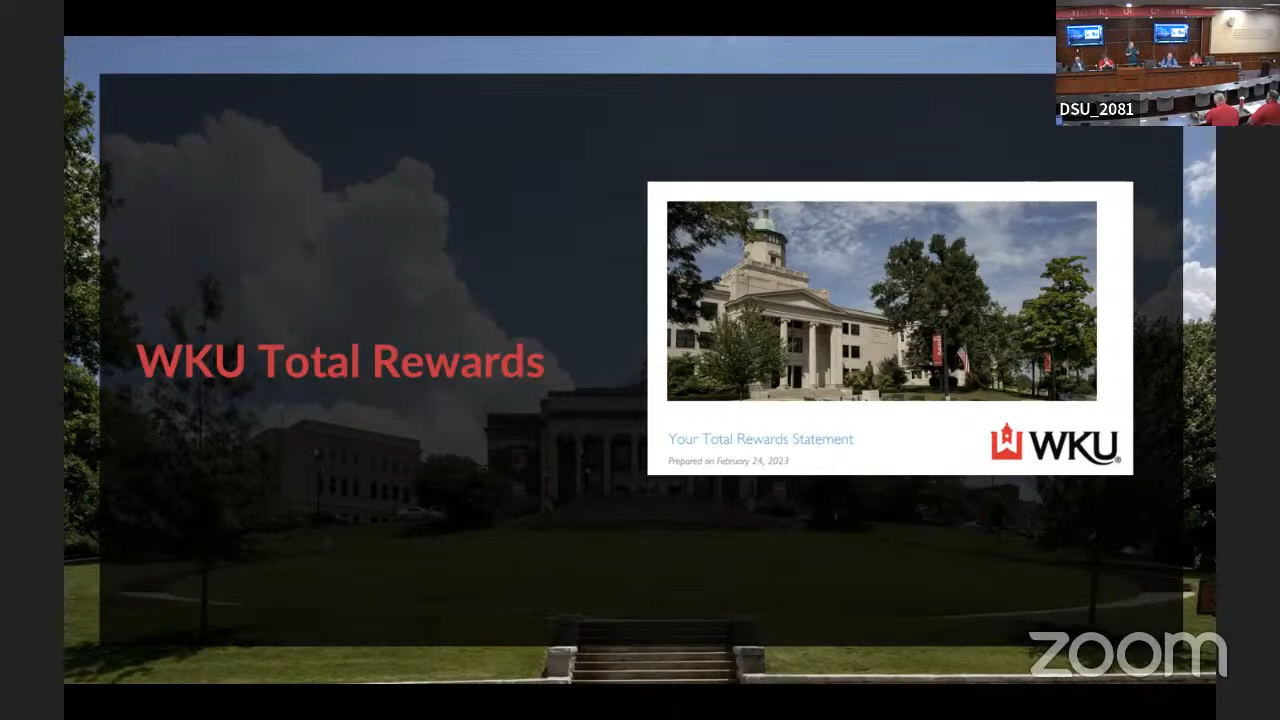 DSU_2081
WKU Total Rewards
Your Total Rewards Statement
Prepared on February 24, 2023
WKU®
zoom